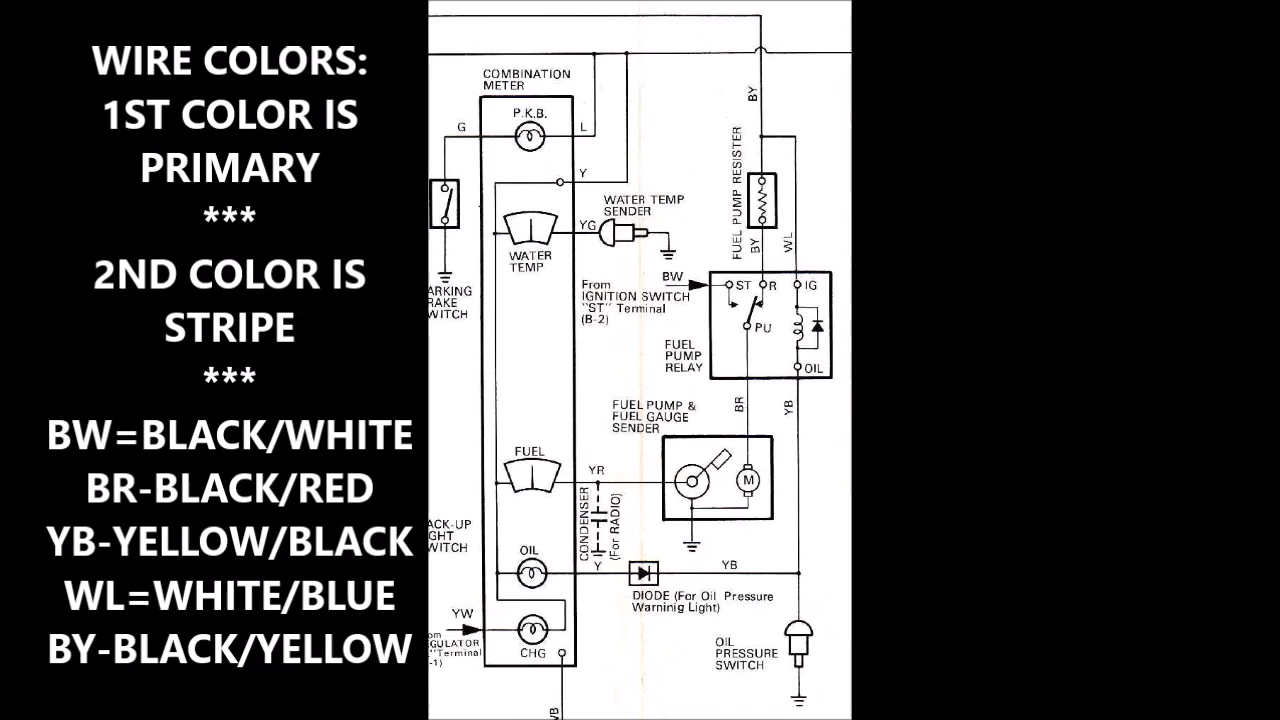 WIRE COLORS:
1ST COLOR IS
PRIMARY
***
2ND COLOR IS
STRIPE
***
BW=BLACK/WHITE
BR-BLACK/RED
YB-YELLOW/BLACK
WL=WHITE/BLUE
BY-BLACK/YELLOW
COMBINATION
METER
P.K.B.
G
L
Y
WATER TEMP
SENDER
YG
WATER
TEMP
BY
FUEL PUMP RESISTER
BY
WL
BW
From
IGNITION SWITCH
"ST" Terminal
(B-2)
ST
R
IG
PU
OIL
FUEL
PUMP
RELAY
ARKING
RAKE
WITCH
BR
YB
FUEL PUMP &
FUEL GAUGE
SENDER
FUEL
YR
M
CONDENSER
(For RADIO)
ACK-UP
GHT
WITCH
OIL
Y
YB
DIODE (For Oil Pressure
Warninig Light)
YW
om
EGULATOR
"Terminal
-1)
CHG
OIL
PRESSURE
SWITCH